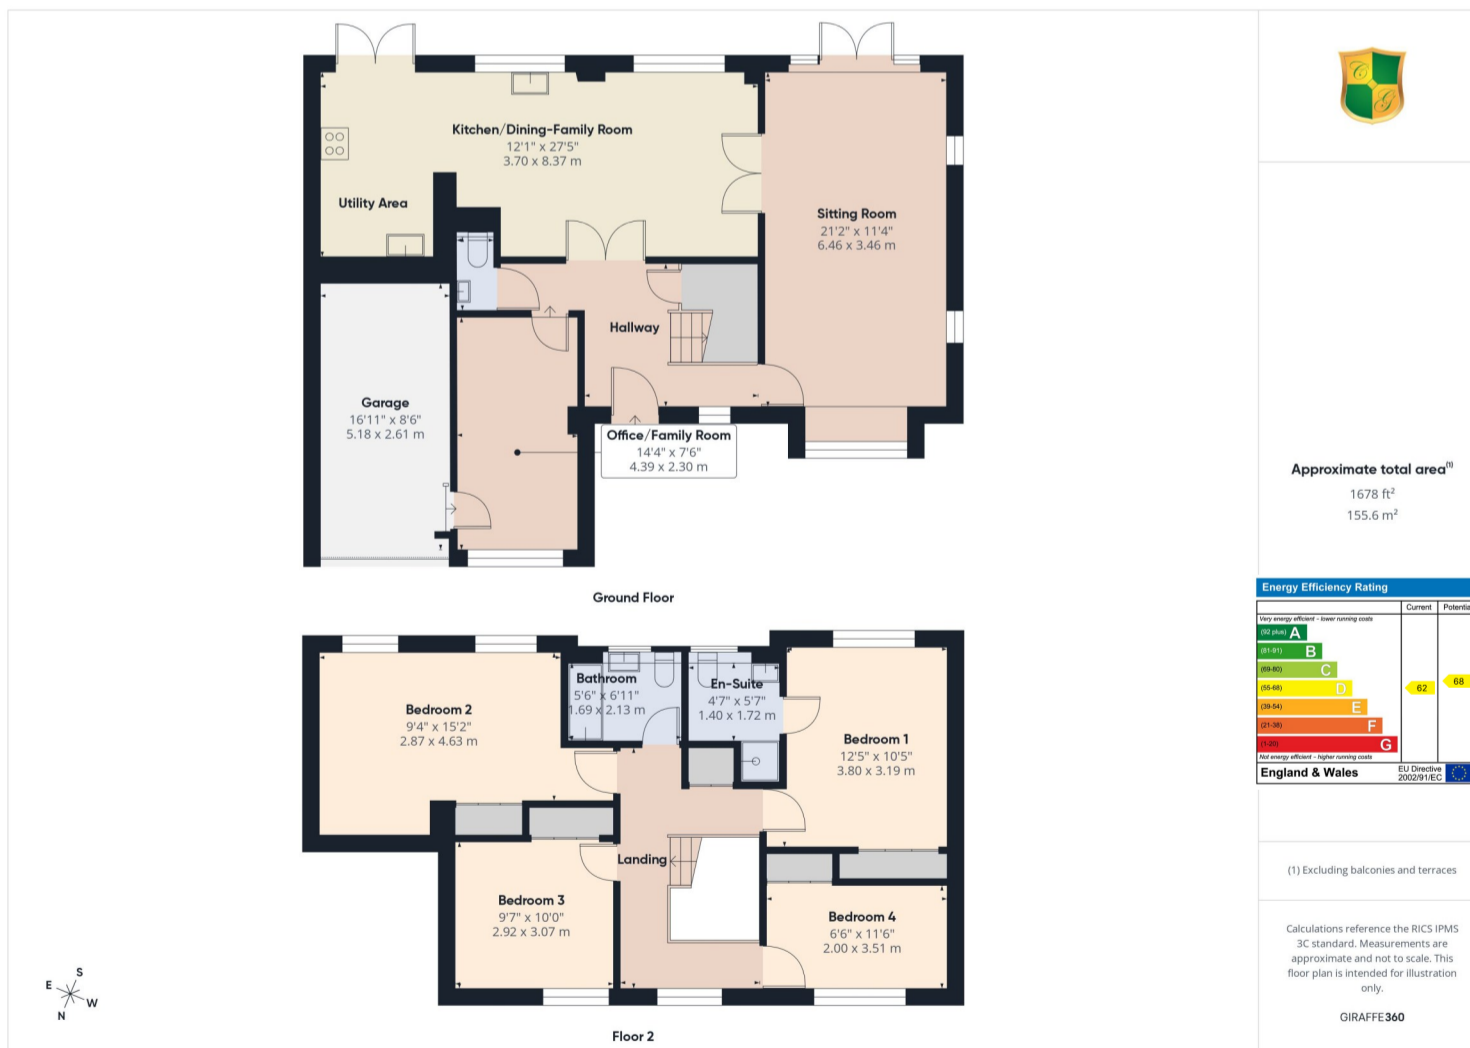 Kitchen/Dining-Family Room
12'1" x 27'5"
3.70 x 8.37 m
Utility Area
Sitting Room
21'2" x 11'4"
6.46 x 3.46 m
Hallway
Garage
16'11" x 8'6"
5.18 x 2.61 m
Office/Family Room
14'4" x 7'6"
4.39 x 2.30 m
Ground Floor
Bedroom 2
9'4" x 15'2"
2.87 x 4.63 m
Bathroom
5'6" x 6'11"
1.69 x 2.13 m
En-Suite
4'7" x 5'7"
1.40 x 1.72 m
Bedroom 1
12'5" x 10'5"
3.80 x 3.19 m
Landing
Bedroom 3
9'7" x 10'0"
2.92 x 3.07 m
Bedroom 4
6'6" x 11'6"
2.00 x 3.51 m
Floor 2
S
E
W
N
C
G
Approximate total area(1)
1678 ft²
155.6 m²
Energy Efficiency Rating
Current Potentia
Very energy efficient - lower running costs
(92 plus) A
(81-91) B
(69-80) C
(55-68) D
(39-54) E
(21-38) F
(1-20) G
62
68
Not energy efficient - higher running costs
England & Wales
EU Directive
2002/91/EC
(1) Excluding balconies and terraces
Calculations reference the RICS IPMS
3C standard. Measurements are
approximate and not to scale. This
floor plan is intended for illustration
only.
GIRAFFE360